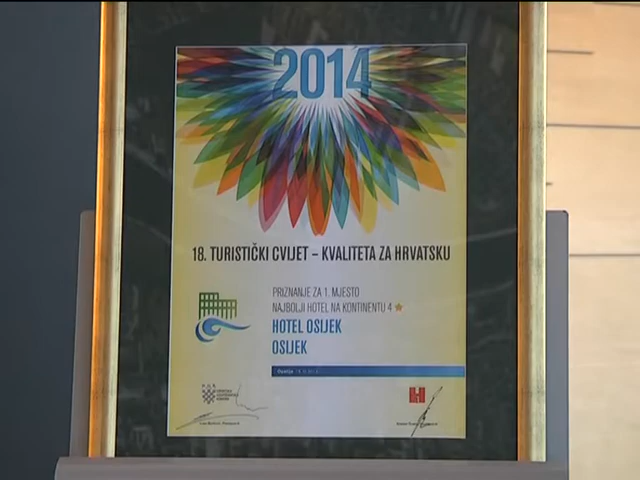 2014
18. TURISTIČKI CVIJET – KVALITETA ZA HRVATSKU
PRIZNANJE ZA 1. MJESTO
NAJBOLJI HOTEL NA KONTINENTU 4
HOTEL OSIJEK
OSIJEK